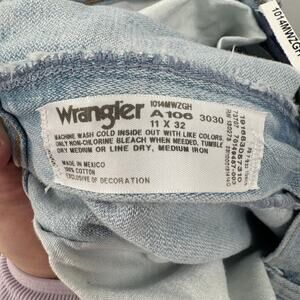 1014MWZGH
Wrangler
1014MWZGH
A106 3030
11 X 32
MACHINE WASH COLD INSIDE OUT WITH LIKE COLORS,
ONLY NON-CHLORINE BLEACH WHEN NEEDED, TUMBLE
DRY MEDIUM OR LINE DRY, MEDIUM IRON
MADE IN MEXICO
100% COTTON
EXCLUSIVE OF DECORATION